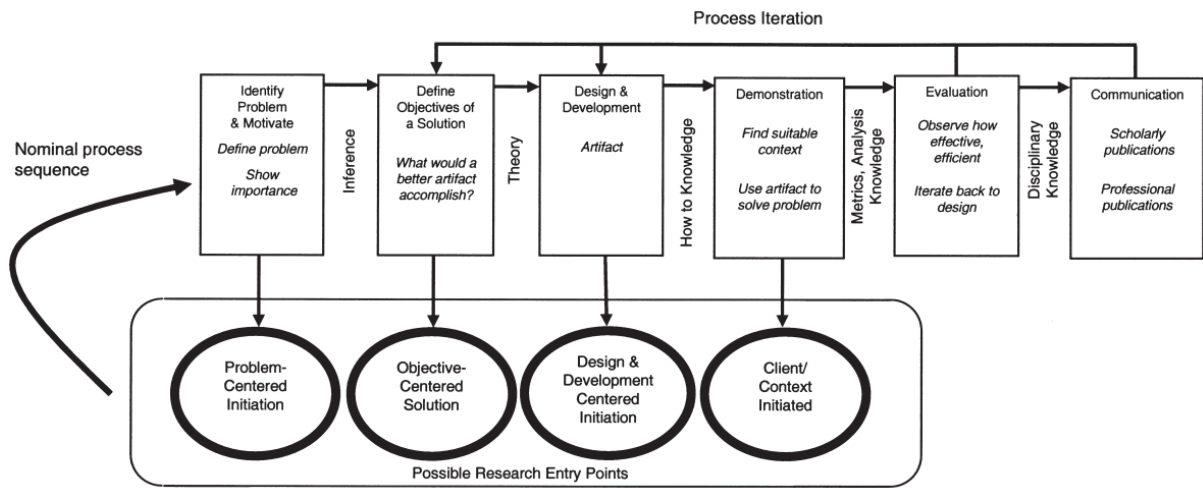 Process Iteration
Nominal process
sequence
Identify
Problem
& Motivate
Define problem
Show
importance
Inference
Define
Objectives of
a Solution
What would a
better artifact
accomplish?
Theory
Design &
Development
Artifact
How to Knowledge
Demonstration
Find suitable
context
Use artifact to
solve problem
Metrics, Analysis
Knowledge
Evaluation
Observe how
effective,
efficient
Iterate back to
design
Disciplinary
Knowledge
Communication
Scholarly
publications
Professional
publications
Problem-
Centered
Initiation
Objective-
Centered
Solution
Design &
Development
Centered
Initiation
Client/
Context
Initiated
Possible Research Entry Points